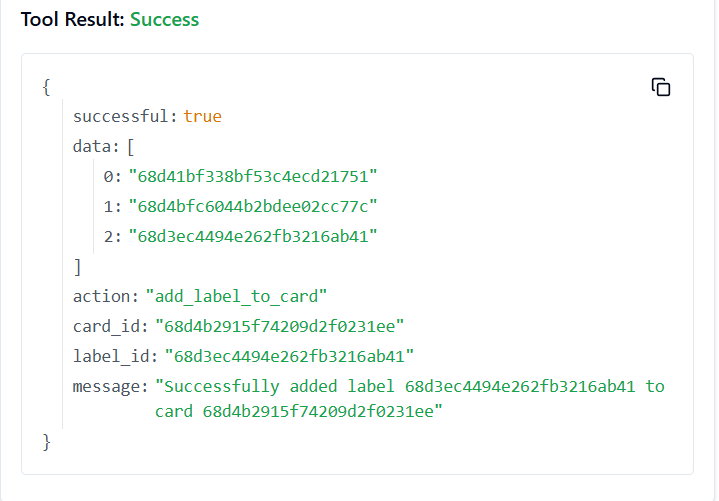 Tool Result: Success
{
successful: true
data: [
0: "68d41bf338bf53c4ecd21751"
1: "68d4bfc6044b2bdee02cc77c"
2: "68d3ec4494e262fb3216ab41"
]
action: "add_label_to_card"
card_id: "68d4b2915f74209d2f0231ee"
label_id: "68d3ec4494e262fb3216ab41"
message: "Successfully added label 68d3ec4494e262fb3216ab41 to
card 68d4b2915f74209d2f0231ee"
}